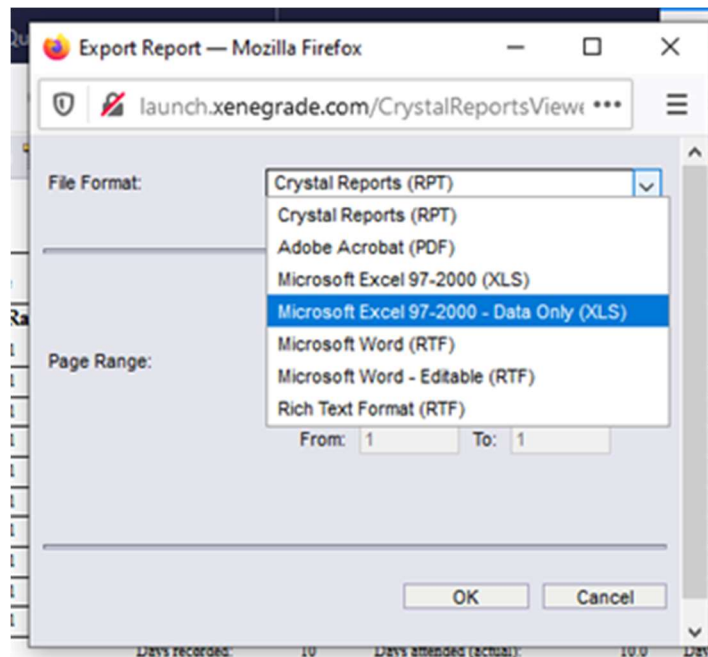 Qu
Export Report — Mozilla Firefox
launch.xenegrade.com/CrystalReportsViewe
File Format:
Crystal Reports (RPT)
Crystal Reports (RPT)
Adobe Acrobat (PDF)
Microsoft Excel 97-2000 (XLS)
Microsoft Excel 97-2000 - Data Only (XLS)
Ra
Microsoft Word (RTF)
Page Range:
Microsoft Word - Editable (RTF)
Rich Text Format (RTF)
From: 1 To: 1
OK Cancel
Days recorded: 10 Days attended (actual): 10.0 Day